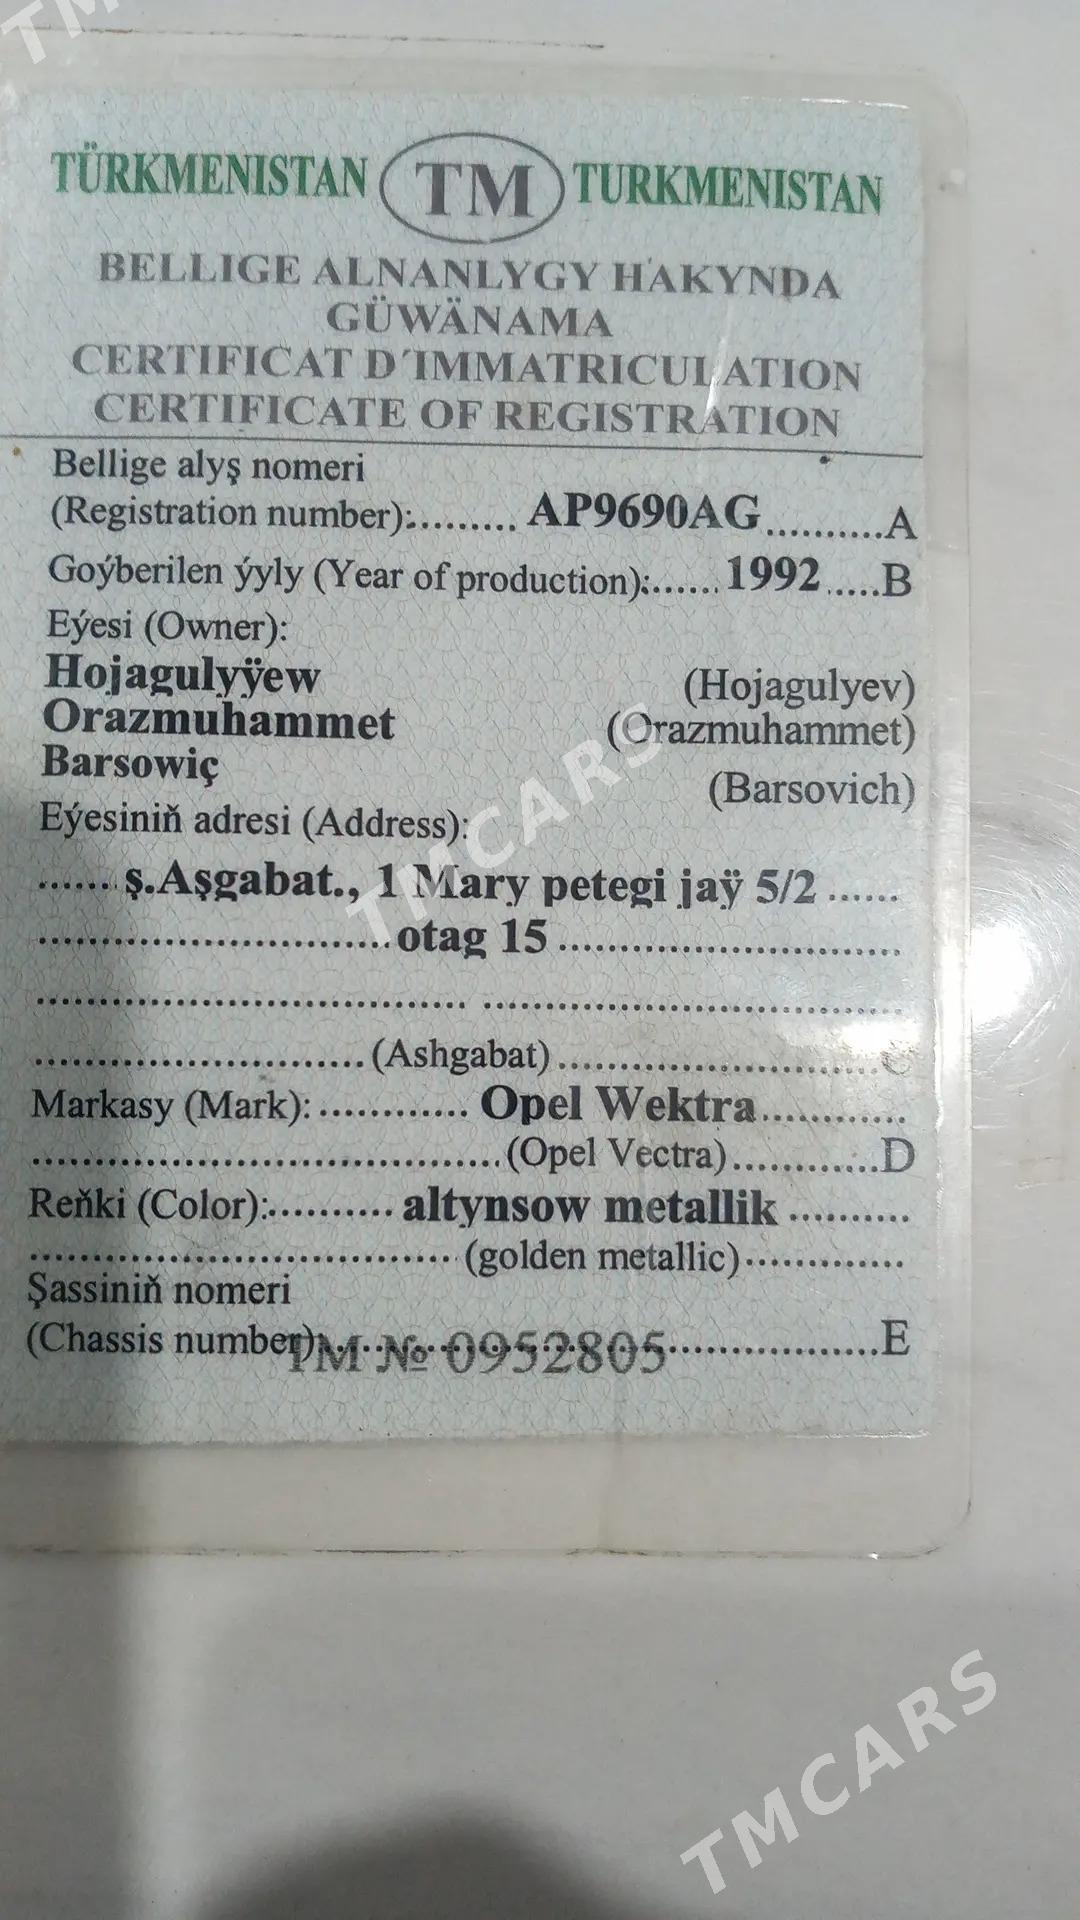 TÜRKMENISTAN TM TURKMENISTAN
BELLIGE ALNANLYGY HAKYNDA
GÜWÄNAMA
CERTIFICAT D'IMMATRICULATION
CERTIFICATE OF REGISTRATION
Bellige alyş nomeri
(Registration number):......... AP9690AG..........A
Goýberilen ýyly (Year of production):...... 1992.....B
Eýesi (Owner):
Hojagulyÿew (Hojagulyev)
Orazmuhammet (Orazmuhammet)
Barsowiç (Barsovich)
Eýesiniň adresi (Address):
......ş.Aşgabat., 1 Mary petegi jaÿ 5/2 ......
............................otag 15 ...........................
.................................. .................................
..........................(Ashgabat)..........................C
Markasy (Mark): ............ Opel Wektra............
....................................(Opel Vectra)............D
Reňki (Color):.......... altynsow metallik ..........
.................................(golden metallic).............
Şassiniň nomeri
(Chassis number):..........................................E
TM № 0952805
TMCARS
TMCARS